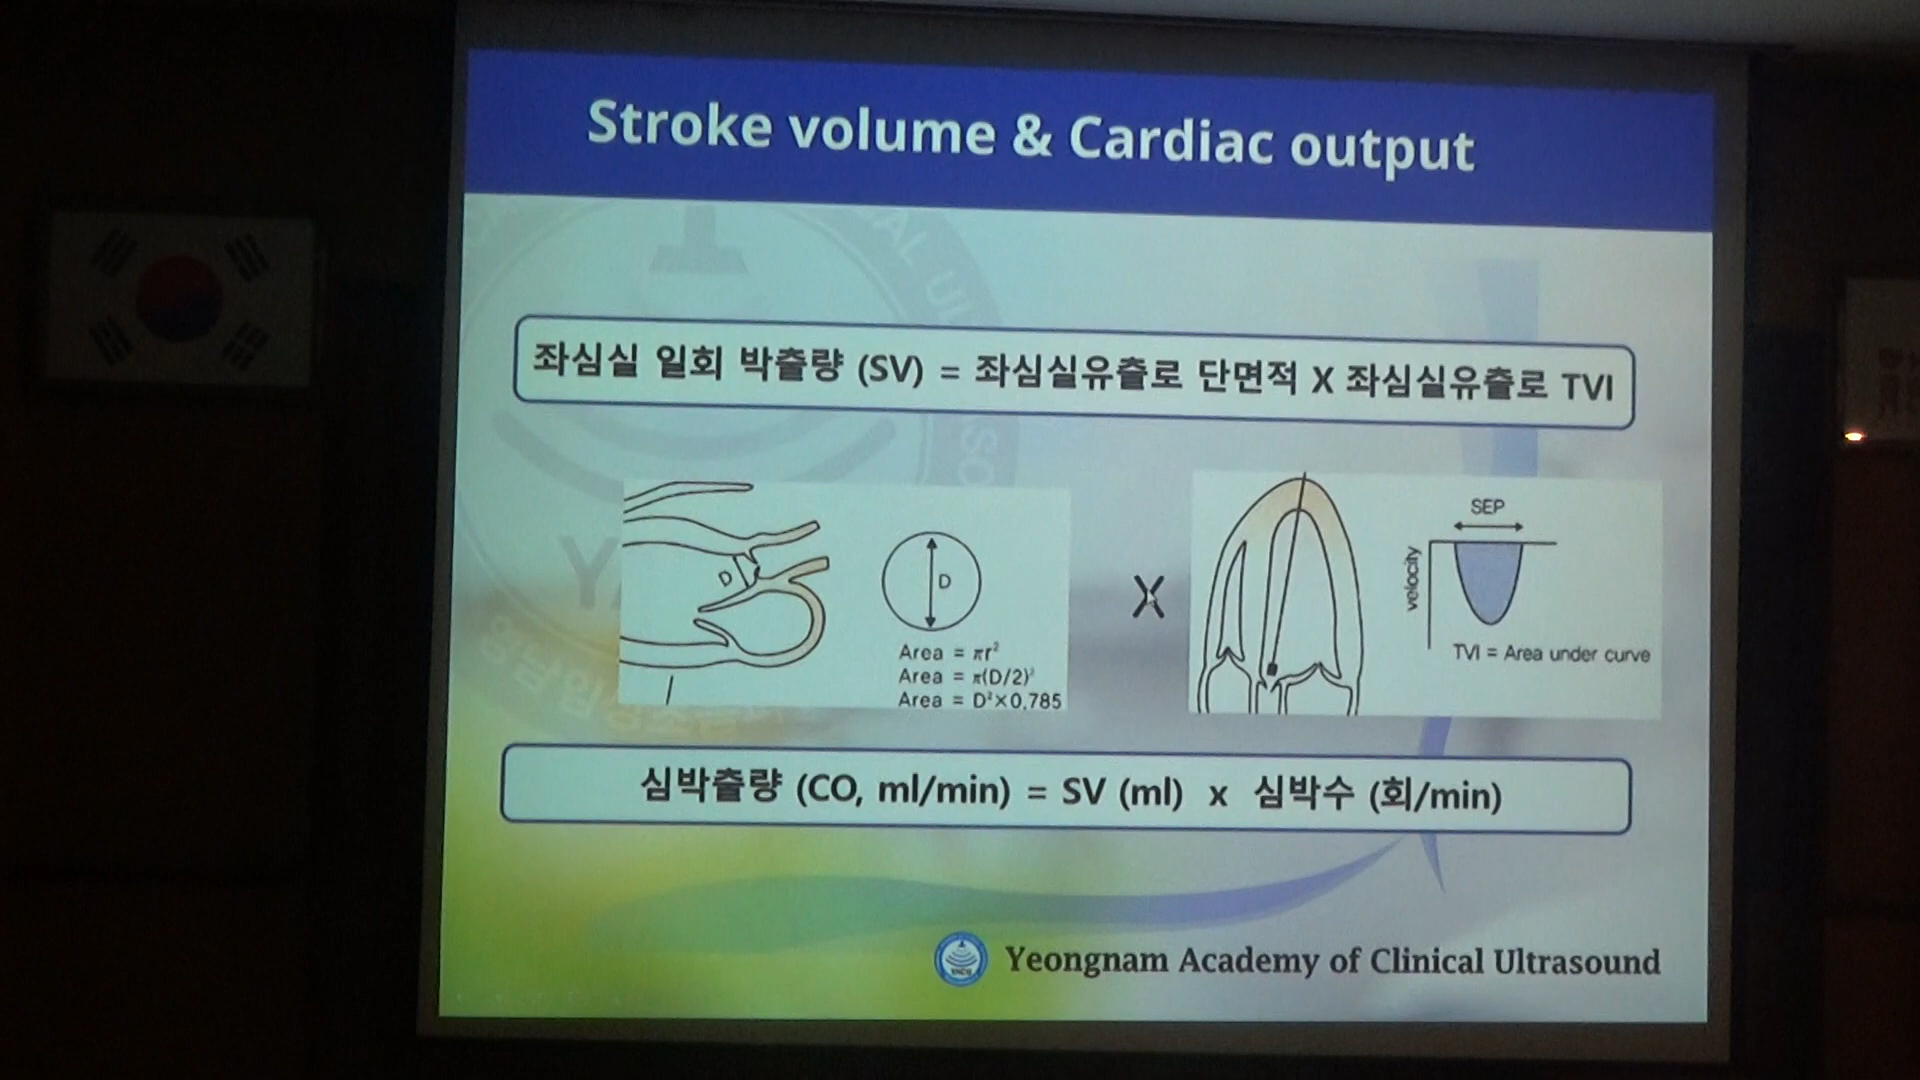 Stroke volume & Cardiac output
좌심실 일회 박출량 (SV) = 좌심실유출로 단면적 X 좌심실유출로 TVI
D
D
Area = πr²
Area = π(D/2)²
Area = D²×0.785
X
SEP
velocity
TVI = Area under curve
심박출량 (CO, ml/min) = SV (ml) x 심박수 (회/min)
Yeongnam Academy of Clinical Ultrasound